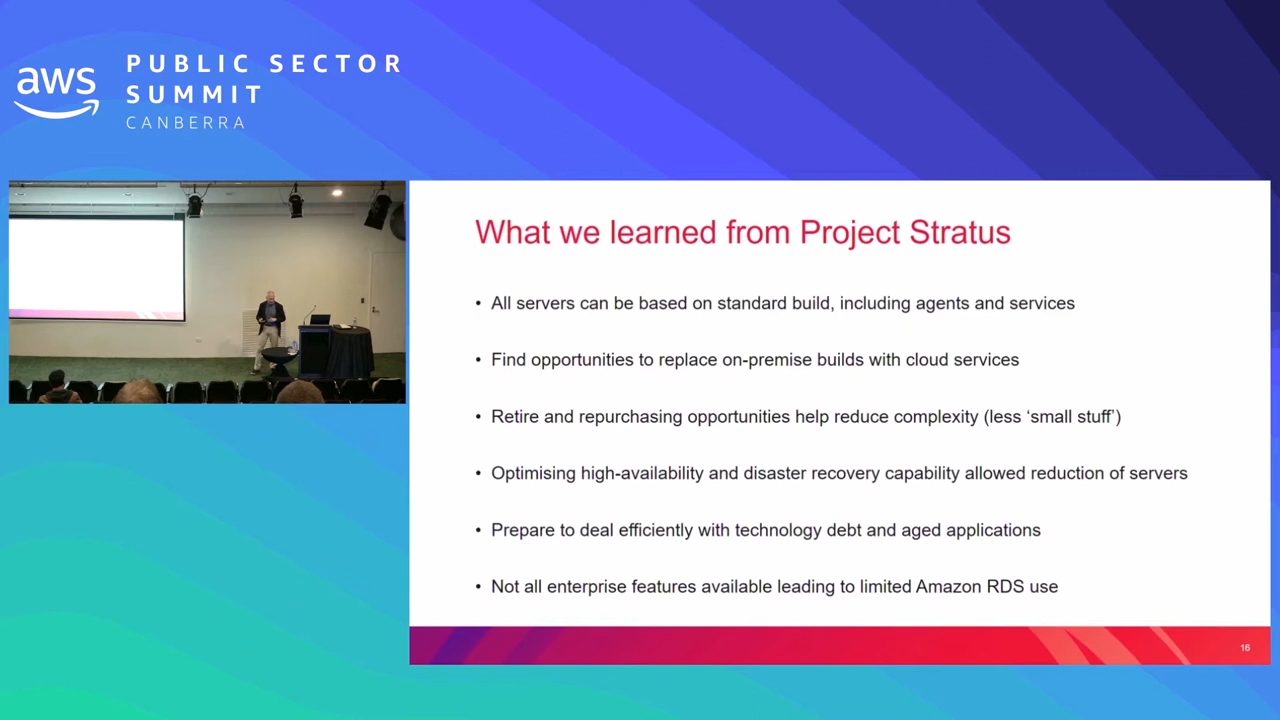 aws
PUBLIC SECTOR
SUMMIT
CANBERRA
What we learned from Project Stratus
• All servers can be based on standard build, including agents and services
• Find opportunities to replace on-premise builds with cloud services
• Retire and repurchasing opportunities help reduce complexity (less ‘small stuff’)
• Optimising high-availability and disaster recovery capability allowed reduction of servers
• Prepare to deal efficiently with technology debt and aged applications
• Not all enterprise features available leading to limited Amazon RDS use
16